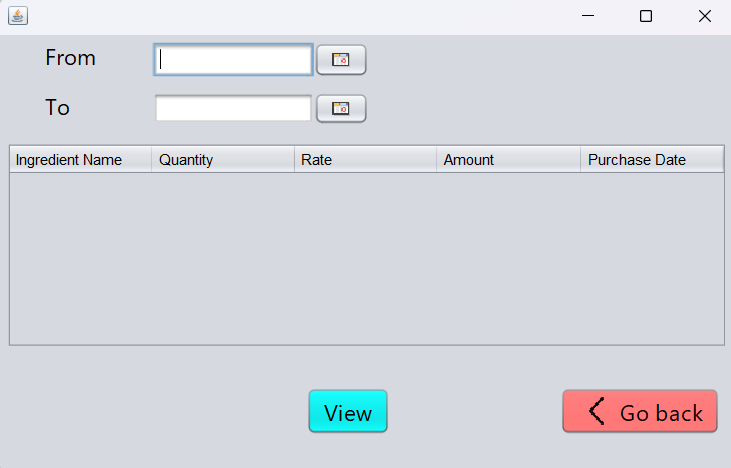 From
To
Ingredient Name Quantity Rate Amount Purchase Date
View Go back